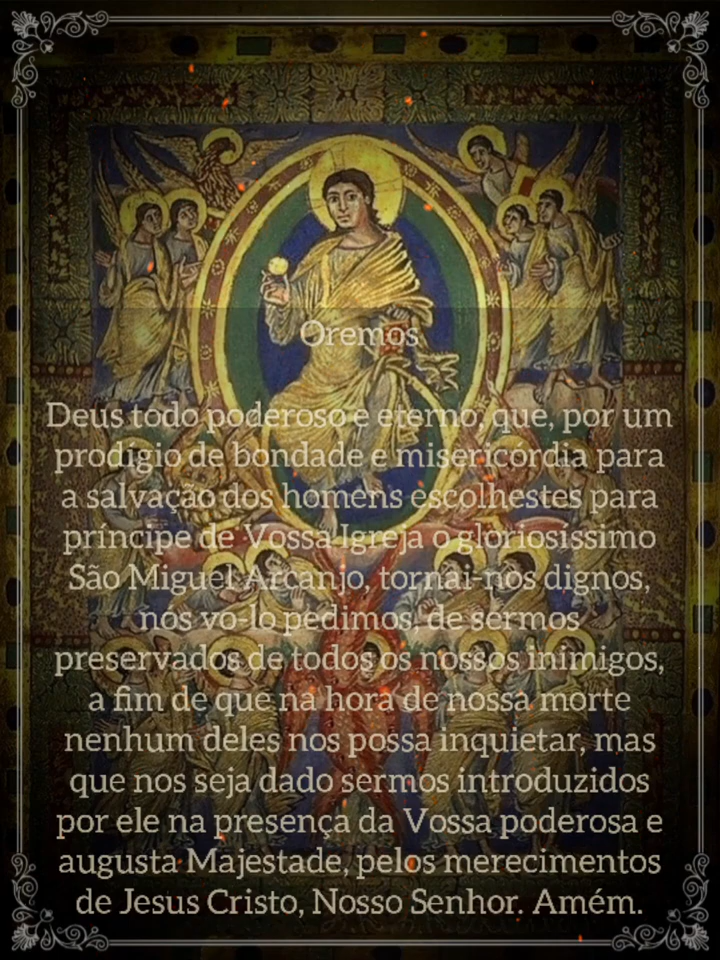 Oremos
Deus todo poderoso e eterno, que, por um
prodígio de bondade e misericordia para
a salvação dos homens escolhestes para
príncipe de Vossa Igreja o gloriosíssimo
São Miguel Arcanjo, tornai-nos dignos,
nós vo-lo pedimos, de sermos
preservados de todos os nossos inimigos,
a fim de que na hora de nossa morte
nenhum deles nos possa inquietar, mas
que nos seja dado sermos introduzidos
por ele na presença da Vossa poderosa e
augusta Majestade, pelos merecimentos
de Jesus Cristo, Nosso Senhor. Amém.